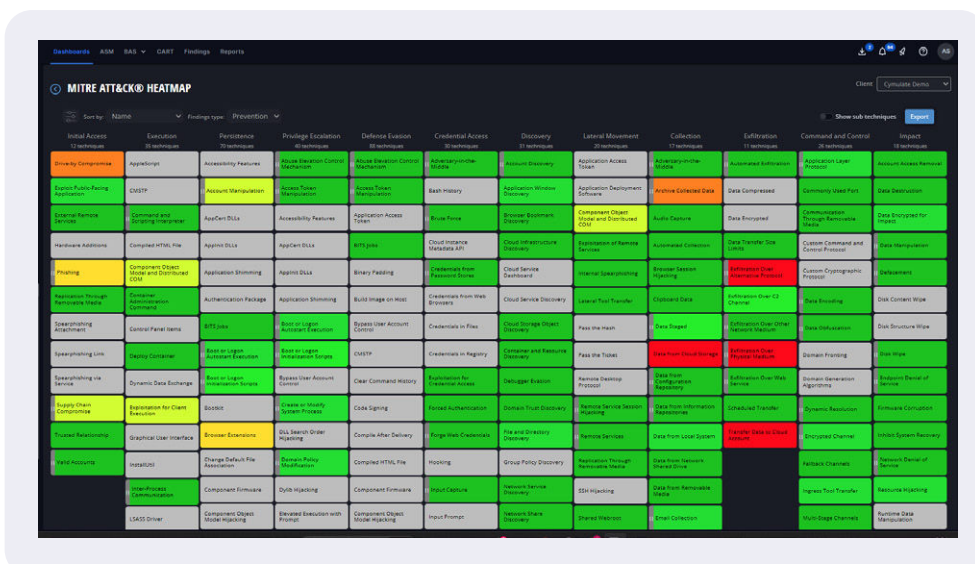 Dashboards ASM BAS CART Findings Reports
AS
MITRE ATT&CK® HEATMAP
Client Cymulate Demo
Sort by: Name Findings type: Prevention
Show sub techniques Export
Initial Access Execution Persistence Privilege Escalation Defense Evasion Credential Access Discovery Lateral Movement Collection Exfiltration Command and Control Impact
12 techniques 35 techniques 70 techniques 40 techniques 88 techniques 30 techniques 31 techniques 20 techniques 17 techniques 11 techniques 26 techniques 18 techniques
Drive-by Compromise
AppleScript
Accessibility Features
Abuse Elevation Control Mechanism
Abuse Elevation Control Mechanism
Adversary-in-the-Middle
Account Discovery
Application Access Token
Adversary-in-the-Middle
Automated Exfiltration
Application Layer Protocol
Account Access Removal
Exploit Public-Facing Application
CMSTP
Account Manipulation
Access Token Manipulation
Access Token Manipulation
Bash History
Application Window Discovery
Application Deployment Software
Archive Collected Data
Data Compressed
Commonly Used Port
Data Destruction
External Remote Services
Command and Scripting Interpreter
AppCert DLLs
Accessibility Features
Application Access Token
Brute Force
Browser Bookmark Discovery
Component Object Model and Distributed COM
Audio Capture
Data Encrypted
Communication Through Removable Media
Data Encrypted for Impact
Hardware Additions
Compiled HTML File
AppInit DLLs
AppCert DLLs
BITS Jobs
Cloud Instance Metadata API
Cloud Infrastructure Discovery
Exploitation of Remote Services
Automated Collection
Data Transfer Size Limits
Custom Command and Control Protocol
Data Manipulation
Phishing
Component Object Model and Distributed COM
Application Shimming
AppInit DLLs
Binary Padding
Credentials from Password Stores
Cloud Service Dashboard
Internal Spearphishing
Browser Session Hijacking
Exfiltration Over Alternative Protocol
Custom Cryptographic Protocol
Defacement
Replication Through Removable Media
Container Administration Command
Authentication Package
Application Shimming
Build Image on Host
Credentials from Web Browsers
Cloud Service Discovery
Lateral Tool Transfer
Clipboard Data
Exfiltration Over C2 Channel
Data Encoding
Disk Content Wipe
Spearphishing Attachment
Control Panel Items
BITS Jobs
Boot or Logon Autostart Execution
Bypass User Account Control
Credentials in Files
Cloud Storage Object Discovery
Pass the Hash
Data Staged
Exfiltration Over Other Network Medium
Data Obfuscation
Disk Structure Wipe
Spearphishing Link
Deploy Container
Boot or Logon Autostart Execution
Boot or Logon Initialization Scripts
CMSTP
Credentials in Registry
Container and Resource Discovery
Pass the Ticket
Data from Cloud Storage
Exfiltration Over Physical Medium
Domain Fronting
Disk Wipe
Spearphishing via Service
Dynamic Data Exchange
Boot or Logon Initialization Scripts
Bypass User Account Control
Clear Command History
Exploitation for Credential Access
Debugger Evasion
Remote Desktop Protocol
Data from Configuration Repositories
Exfiltration Over Web Service
Domain Generation Algorithms
Endpoint Denial of Service
Supply Chain Compromise
Exploitation for Client Execution
Bootkit
Create or Modify System Process
Code Signing
Forced Authentication
Domain Trust Discovery
Remote Service Session Hijacking
Data from Information Repositories
Scheduled Transfer
Dynamic Resolution
Firmware Corruption
Trusted Relationship
Graphical User Interface
Browser Extensions
DLL Search Order Hijacking
Compile After Delivery
Forge Web Credentials
File and Directory Discovery
Remote Services
Data from Local System
Transfer Data to Cloud Account
Encrypted Channel
Inhibit System Recovery
Valid Accounts
InstallUtil
Change Default File Association
Domain Policy Modification
Compiled HTML File
Hooking
Group Policy Discovery
Replication Through Removable Media
Data from Network Shared Drive
Fallback Channels
Network Denial of Service
Inter-Process Communication
Component Firmware
Dylib Hijacking
Component Firmware
Input Capture
Network Service Discovery
SSH Hijacking
Data from Removable Media
Ingress Tool Transfer
Resource Hijacking
LSASS Driver
Component Object Model Hijacking
Elevated Execution with Prompt
Component Object Model Hijacking
Input Prompt
Network Share Discovery
Shared Webroot
Email Collection
Multi-Stage Channels
Runtime Data Manipulation